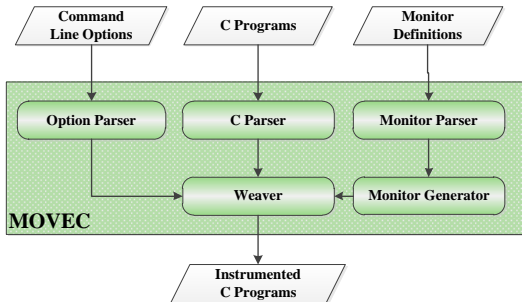 Command
Line Options
C Programs
Monitor
Definitions
Option Parser
C Parser
Monitor Parser
Weaver
Monitor Generator
MOVEC
Instrumented
C Programs